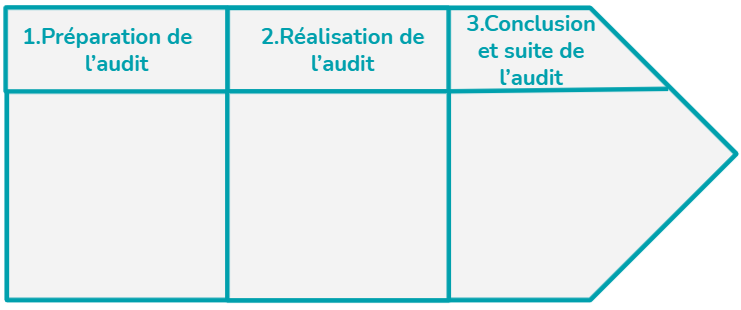 1.Préparation de
l’audit
2.Réalisation de
l’audit
3.Conclusion
et suite de
l’audit